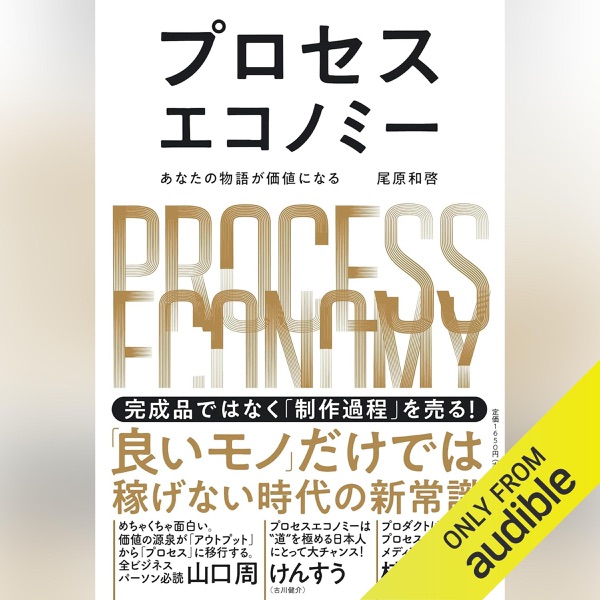 プロセス
エコノミー
あなたの物語が価値になる 尾原和啓
PROCESS
ECONOMY
完成品ではなく「制作過程」を売る!
「良いモノ」だけでは
稼げない時代の新常識
定価1650円
めちゃくちゃ面白い。
価値の源泉が「アウトプット」
から「プロセス」に移行する。
全ビジネス
パーソン必読 山口周
プロセスエコノミーは
“道”を極める日本人
にとって大チャンス!
けんすう
(古川健介)
プロダクト
プロセス
メディ
ONLY FROM
audible